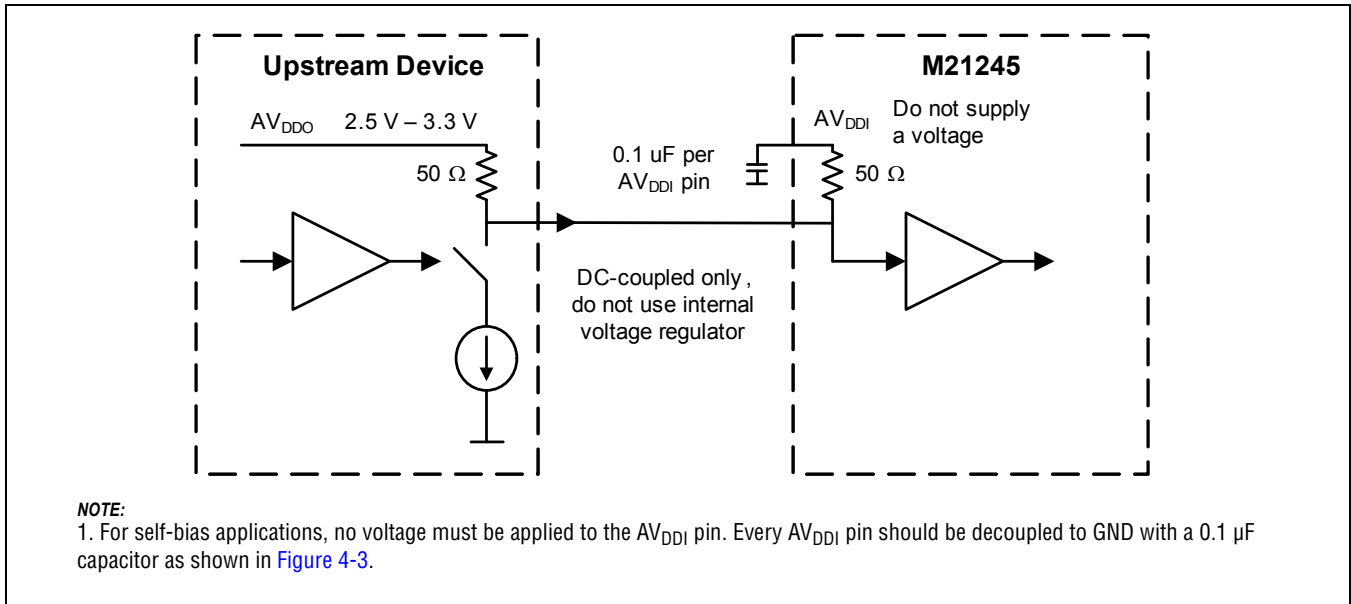 Upstream Device
M21245
AVDDO 2.5 V – 3.3 V
50 Ω
0.1 uF per
AVDDI pin
AVDDI
Do not supply
a voltage
50 Ω
DC-coupled only ,
do not use internal
voltage regulator
NOTE:
1. For self-bias applications, no voltage must be applied to the AVDDI pin. Every AVDDI pin should be decoupled to GND with a 0.1 µF
capacitor as shown in Figure 4-3.